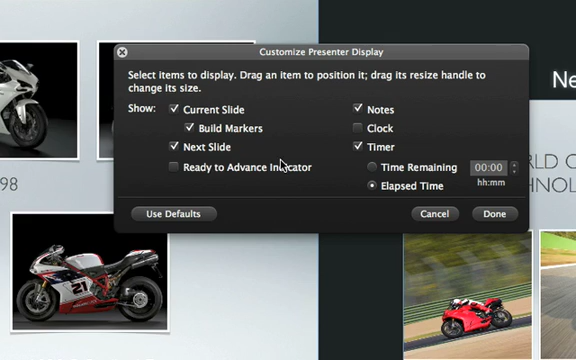 Customize Presenter Display
Select items to display. Drag an item to position it; drag its resize handle to
change its size.
Show:
Current Slide
Build Markers
Next Slide
Ready to Advance Indicator
Notes
Clock
Timer
Time Remaining
00:00
Elapsed Time
hh:mm
Use Defaults
Cancel
Done
98
Ne
21